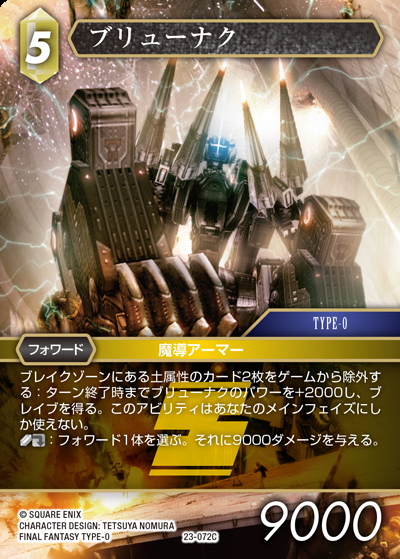 5
ブリューナク
TYPE-0
フォワード
魔導アーマー
ブレイクゾーンにある土属性のカード2枚をゲームから除外す
る：ターン終了時までブリューナクのパワーを+2000し、ブ
レイブを得る。このアビリティはあなたのメインフェイズにし
か使えない。
：フォワード1体を選ぶ。それに9000ダメージを与える。
© SQUARE ENIX
CHARACTER DESIGN: TETSUYA NOMURA
FINAL FANTASY TYPE-0
23-072C
9000